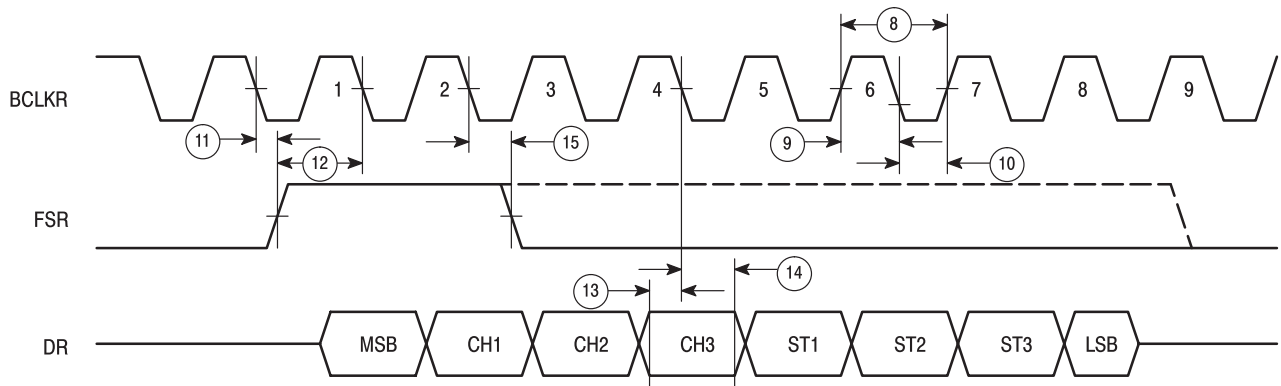 8
BCLKR 1 2 3 4 5 6 7 8 9
11 15 9 10
12
FSR
13 14
DR MSB CH1 CH2 CH3 ST1 ST2 ST3 LSB